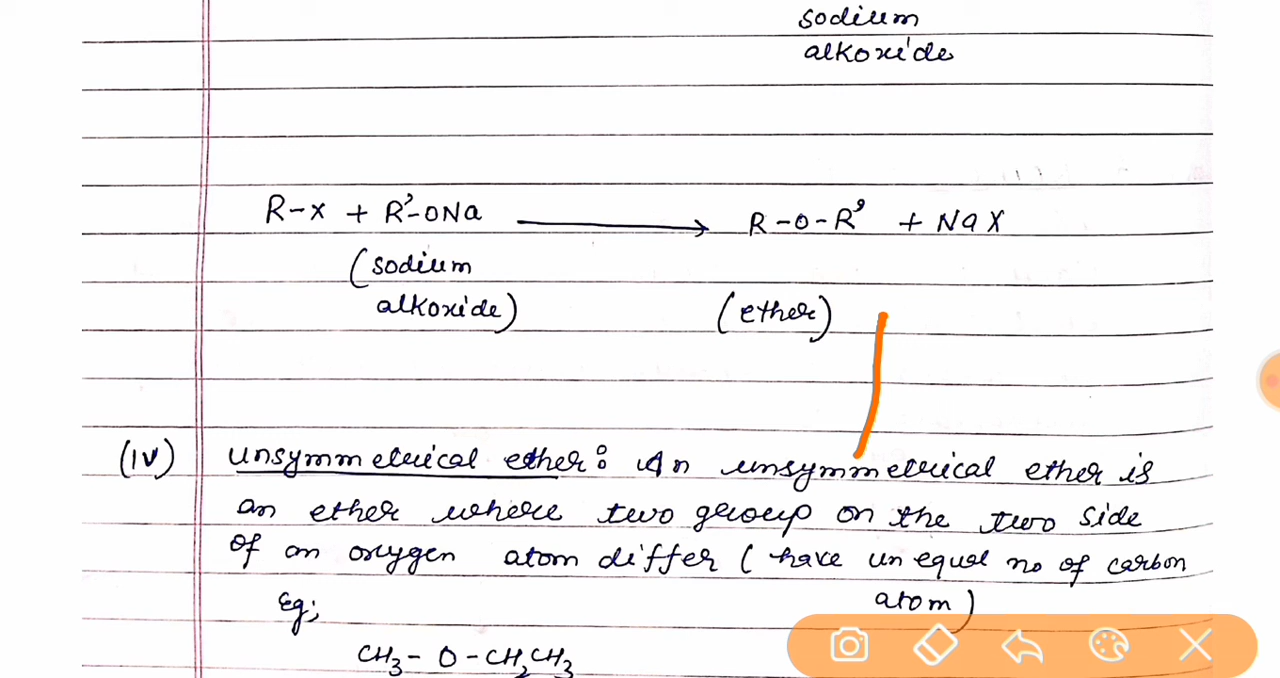 sodium
alkoxide
R-X + R'-ONa ⟶ R-O-R' + NaX
(sodium
alkoxide)
(ether)
(iv) unsymmetrical ether: An unsymmetrical ether is
an ether where two group on the two side
of an oxygen atom differ (have unequal no of carbon
atom)
Eg;
CH₃-O-CH₂CH₃